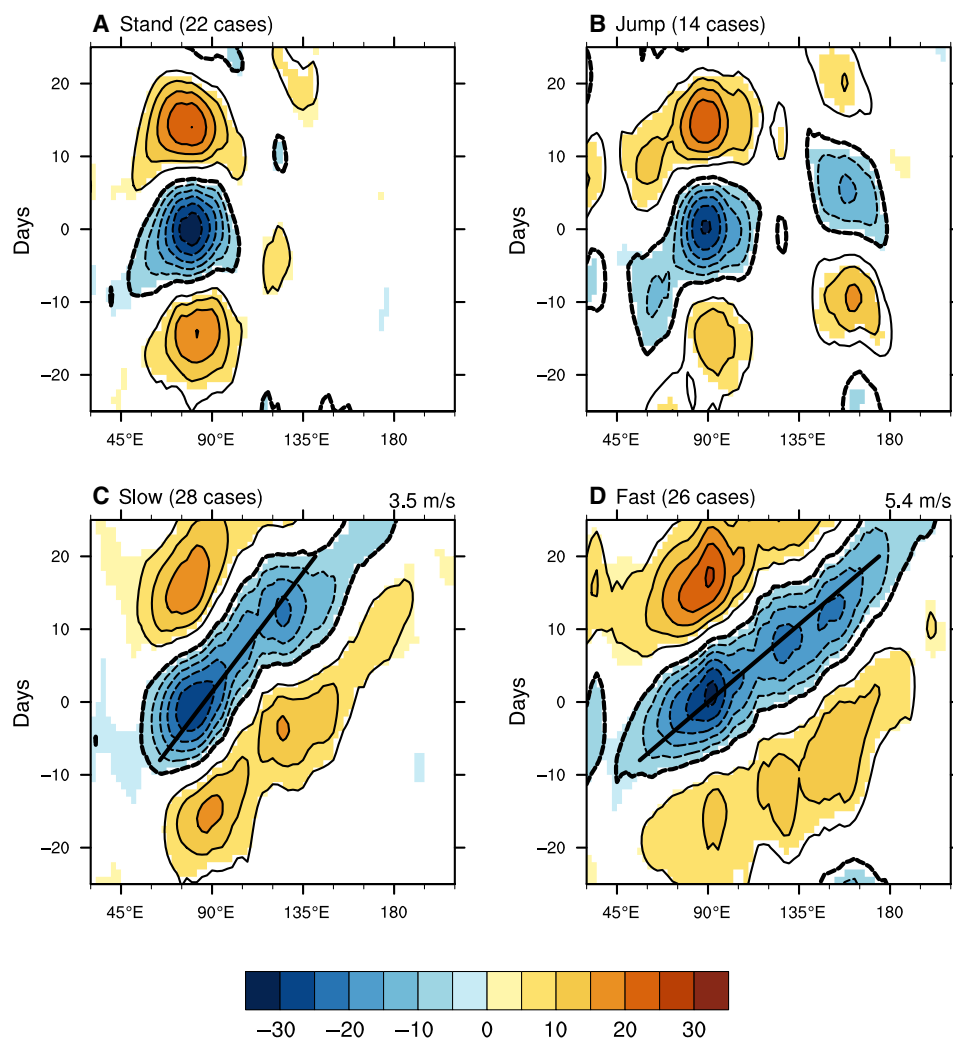 A Stand (22 cases)
B Jump (14 cases)
Days
20
10
0
−10
−20
45°E 90°E 135°E 180
Days
20
10
0
−10
−20
45°E 90°E 135°E 180
C Slow (28 cases) 3.5 m/s
D Fast (26 cases) 5.4 m/s
Days
20
10
0
−10
−20
45°E 90°E 135°E 180
Days
20
10
0
−10
−20
45°E 90°E 135°E 180
−30 −20 −10 0 10 20 30